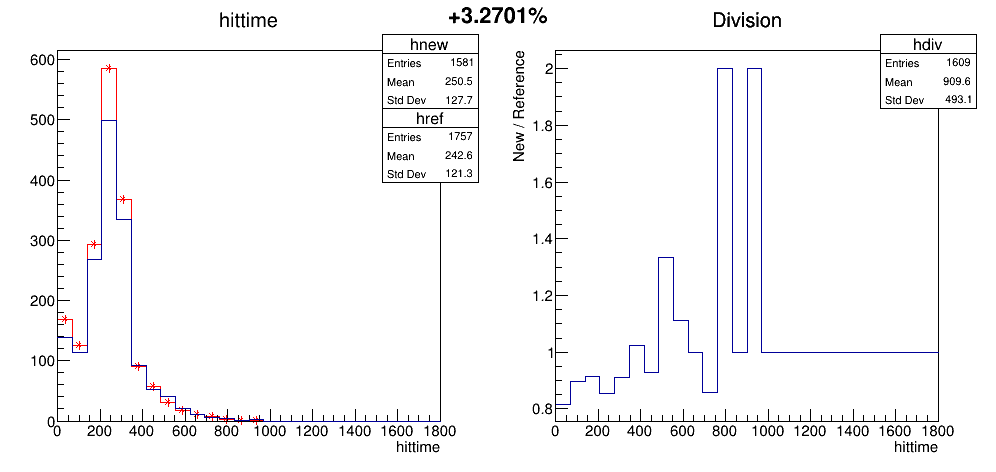 +3.2701%
hittime
hnew
Entries 1581
Mean 250.5
Std Dev 127.7
href
Entries 1757
Mean 242.6
Std Dev 121.3
600
500
400
300
200
100
0
0 200 400 600 800 1000 1200 1400 1600 1800
hittime
Division
hdiv
Entries 1609
Mean 909.6
Std Dev 493.1
New / Reference
2
1.8
1.6
1.4
1.2
1
0.8
0 200 400 600 800 1000 1200 1400 1600 1800
hittime